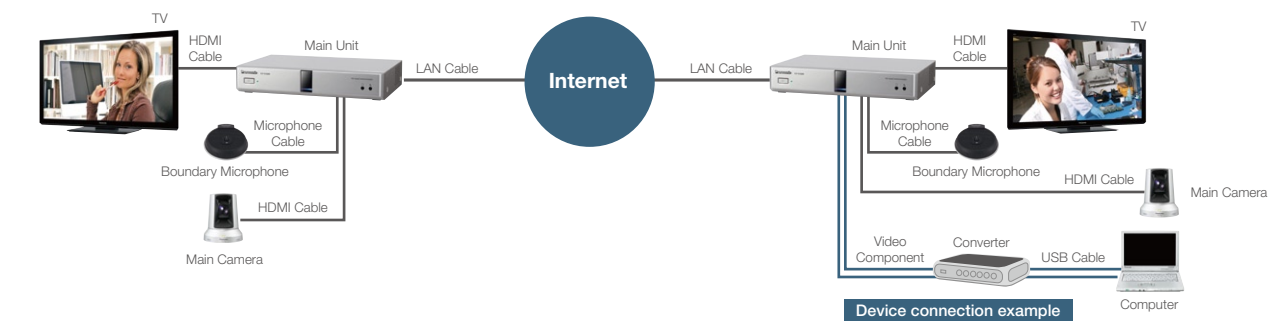 TV
HDMI
Cable
Main Unit
LAN Cable
Microphone
Cable
Boundary Microphone
HDMI Cable
Main Camera
Internet
LAN Cable
Main Unit
HDMI
Cable
TV
Microphone
Cable
Boundary Microphone
HDMI Cable
Main Camera
Video
Component
Converter
USB Cable
Computer
Device connection example